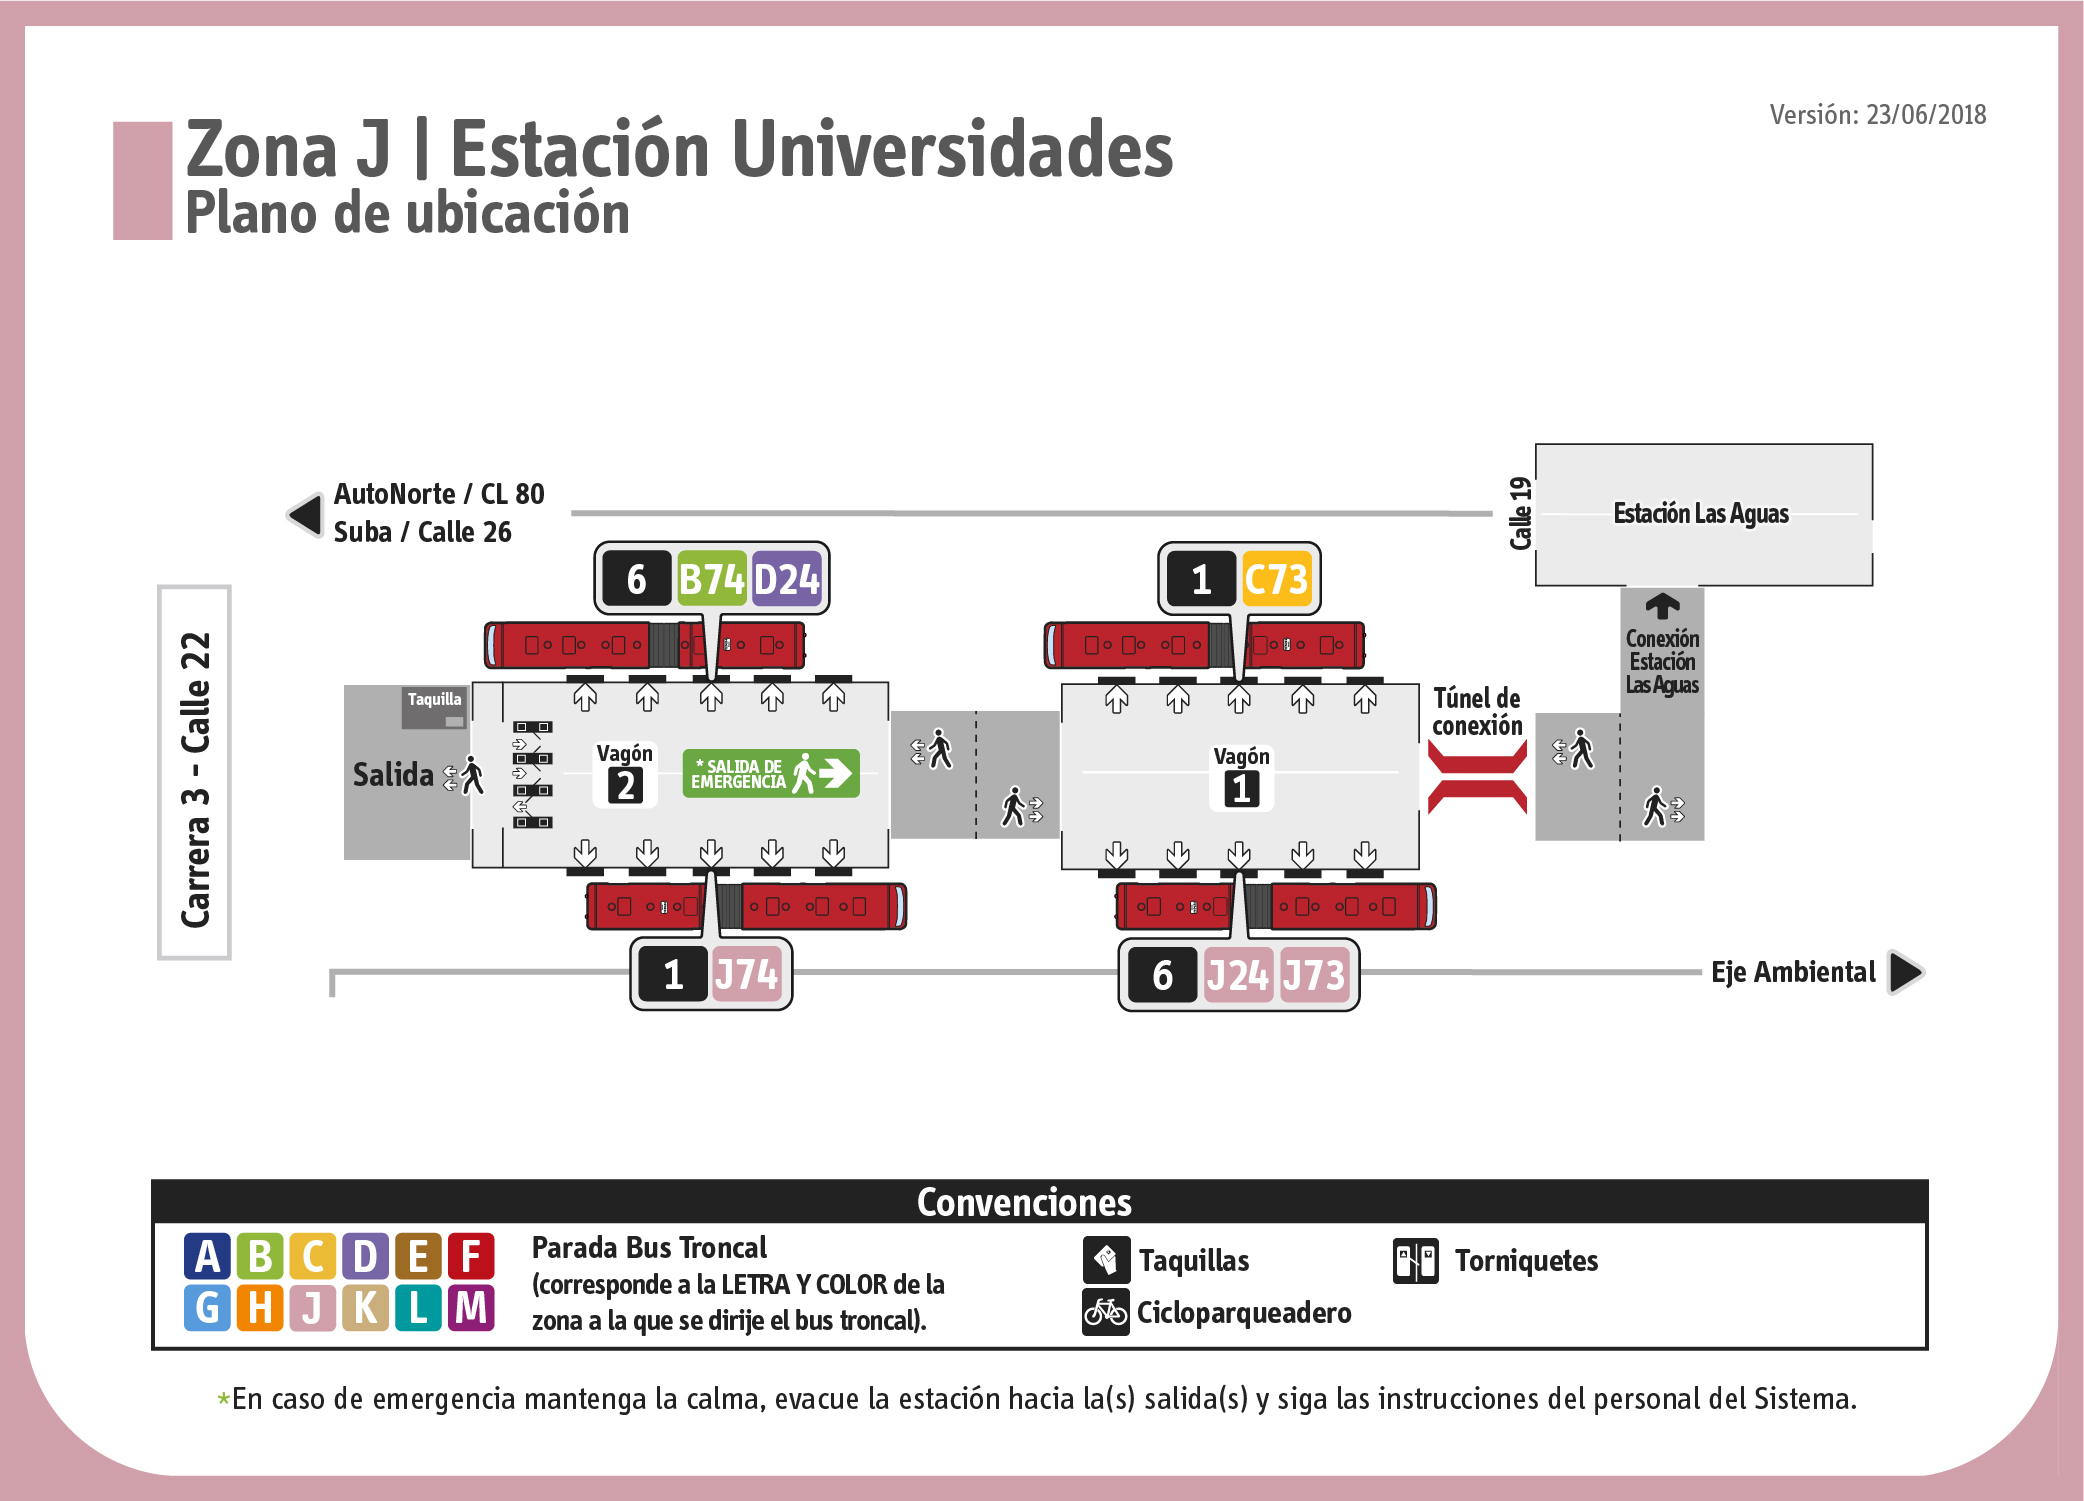 Versión: 23/06/2018
Zona J | Estación Universidades
Plano de ubicación
AutoNorte / CL 80
Suba / Calle 26
Calle 19
Estación Las Aguas
6 B74 D24
1 C73
Conexión
Estación
Las Aguas
Carrera 3 - Calle 22
Taquilla
Salida
Vagón
2
* SALIDA DE
EMERGENCIA
Vagón
1
Túnel de
conexión
1 J74
6 J24 J73
Eje Ambiental
Convenciones
A B C D E F
G H J K L M
Parada Bus Troncal
(corresponde a la LETRA Y COLOR de la
zona a la que se dirije el bus troncal).
Taquillas
Cicloparqueadero
Torniquetes
*En caso de emergencia mantenga la calma, evacue la estación hacia la(s) salida(s) y siga las instrucciones del personal del Sistema.